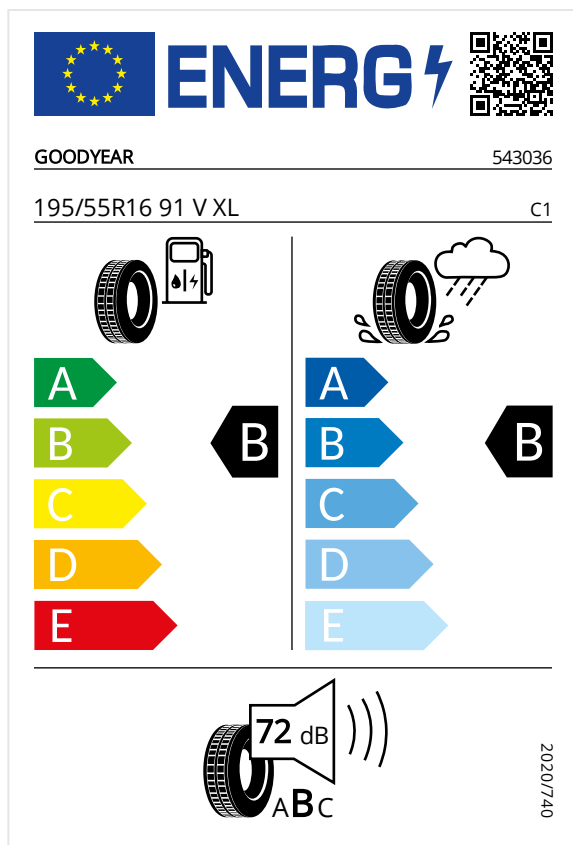 ENERG
GOODYEAR 543036
195/55R16 91 V XL C1
A A
B B B B
C C
D D
E E
72 dB
ABC
2020/740